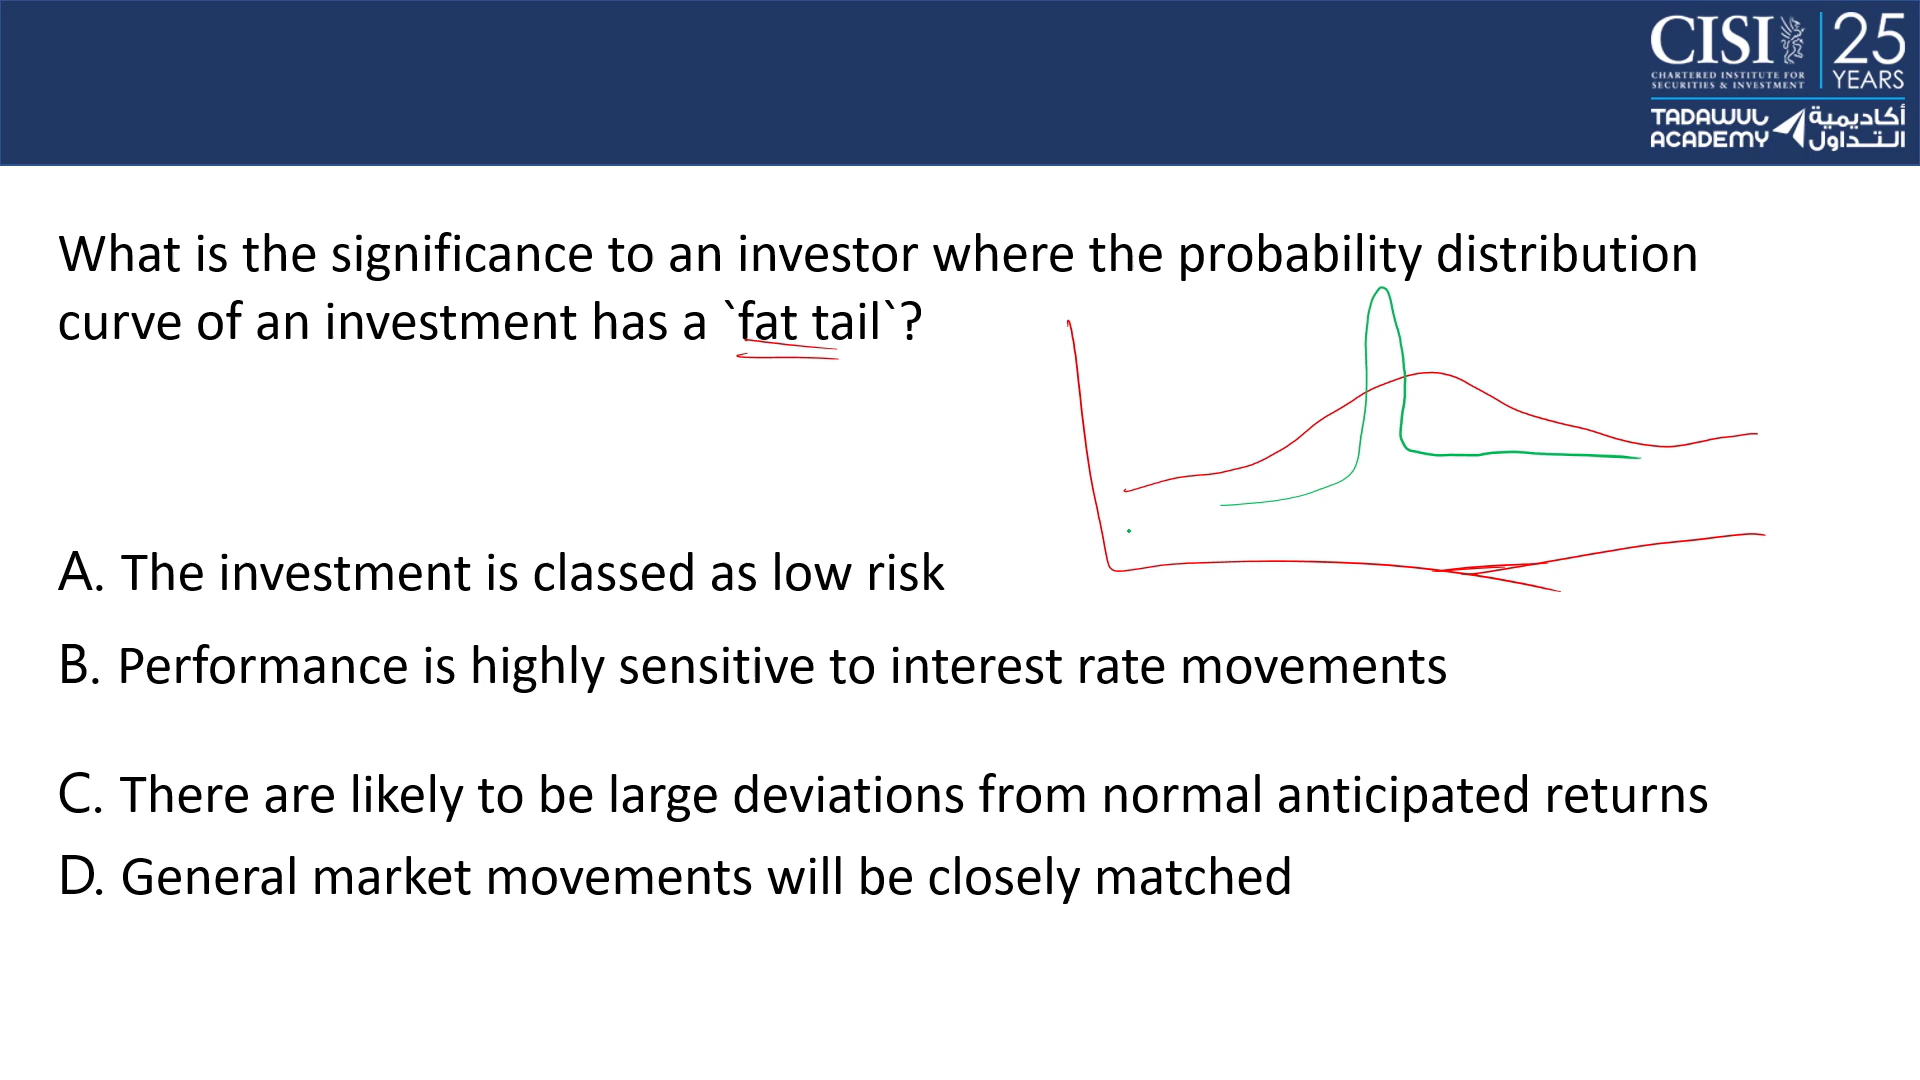 CISI
CHARTERED INSTITUTE FOR
SECURITIES & INVESTMENT
25
YEARS
TADAWUL
ACADEMY
أكاديمية
التداول
What is the significance to an investor where the probability distribution
curve of an investment has a `fat tail`?
A. The investment is classed as low risk
B. Performance is highly sensitive to interest rate movements
C. There are likely to be large deviations from normal anticipated returns
D. General market movements will be closely matched